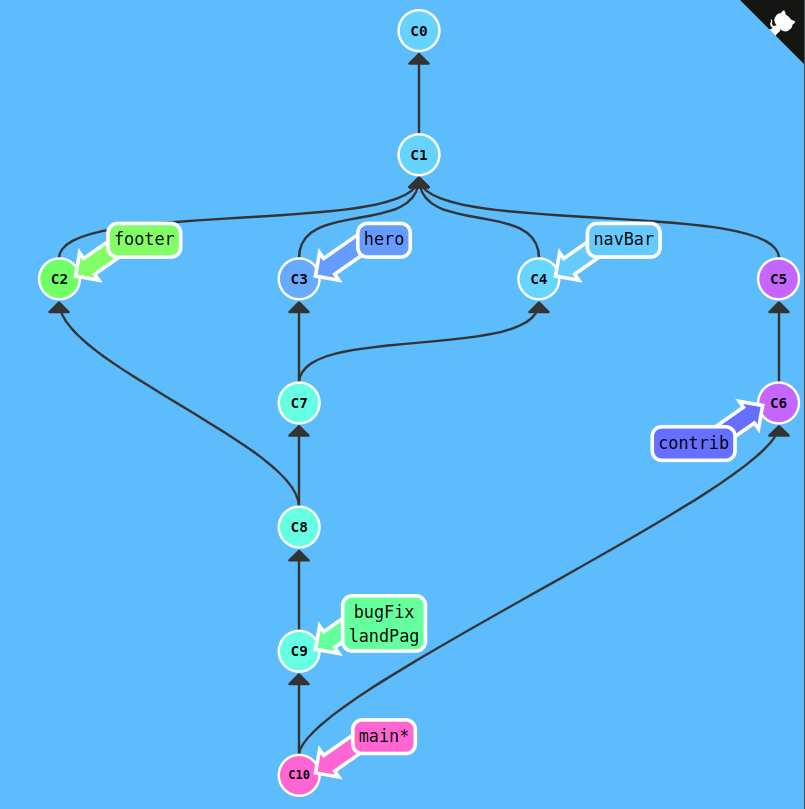 C0
C1
footer
hero
navBar
C2
C3
C4
C5
C7
C6
contrib
C8
bugFix
landPag
C9
main*
C10